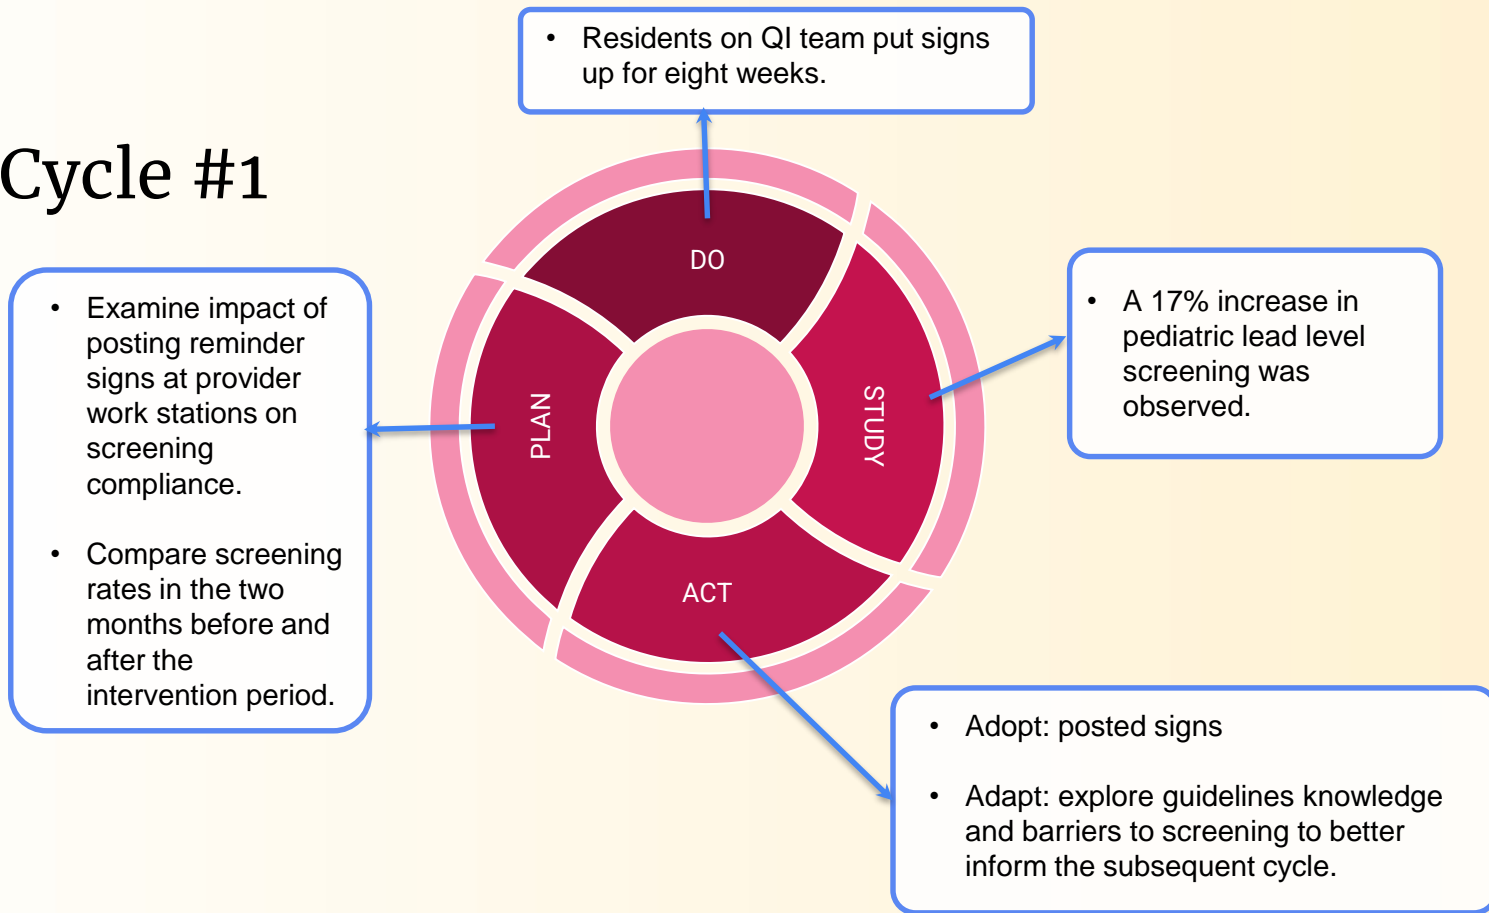 Cycle #1
• Residents on QI team put signs
up for eight weeks.
DO
• Examine impact of
posting reminder
signs at provider
work stations on
screening
compliance.
• Compare screening
rates in the two
months before and
after the
intervention period.
PLAN
STUDY
• A 17% increase in
pediatric lead level
screening was
observed.
ACT
• Adopt: posted signs
• Adapt: explore guidelines knowledge
and barriers to screening to better
inform the subsequent cycle.